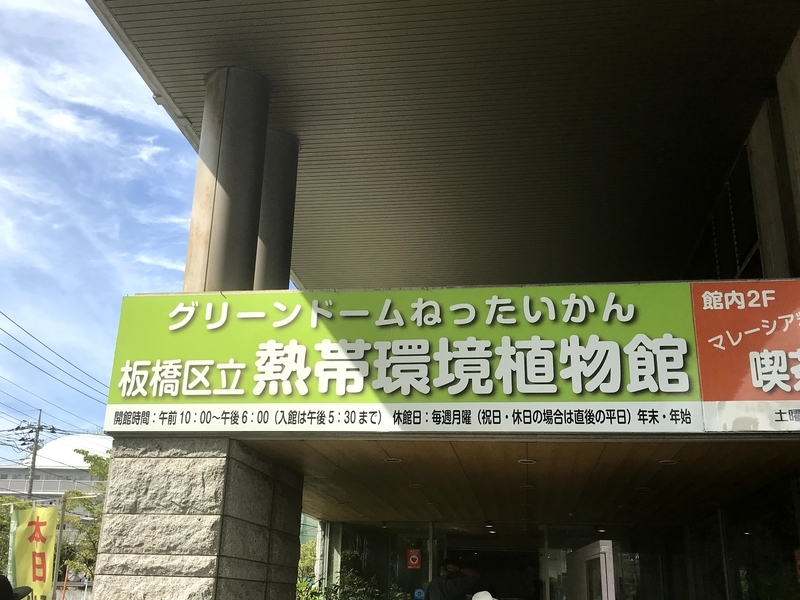 グリーンドームねったいかん
板橋区立 熱帯環境植物館
開館時間：午前10：00～午後6：00（入館は午後5：30まで） 休館日：毎週月曜（祝日・休日の場合は直後の平日）年末・年始
館内2F
マレーシア
喫
土曜